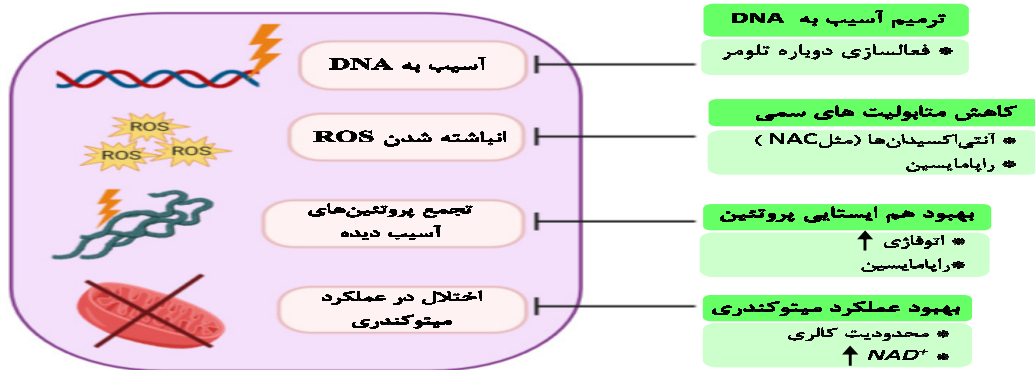 آسیب به DNA
ترمیم آسیب به DNA
* فعالسازی دوباره تلومر
ROS
ROS
ROS
انباشته شدن ROS
کاهش متابولیت های سمی
* آنتی‌اکسیدان‌ها (مثل NAC )
* راپامایسین
تجمع پروتئین‌های
آسیب دیده
بهبود هم ایستایی پروتئین
* اتوفاژی ↑
*راپامایسین
اختلال در عملکرد
میتوکندری
بهبود عملکرد میتوکندری
* محدودیت کالری
* NAD⁺ ↑